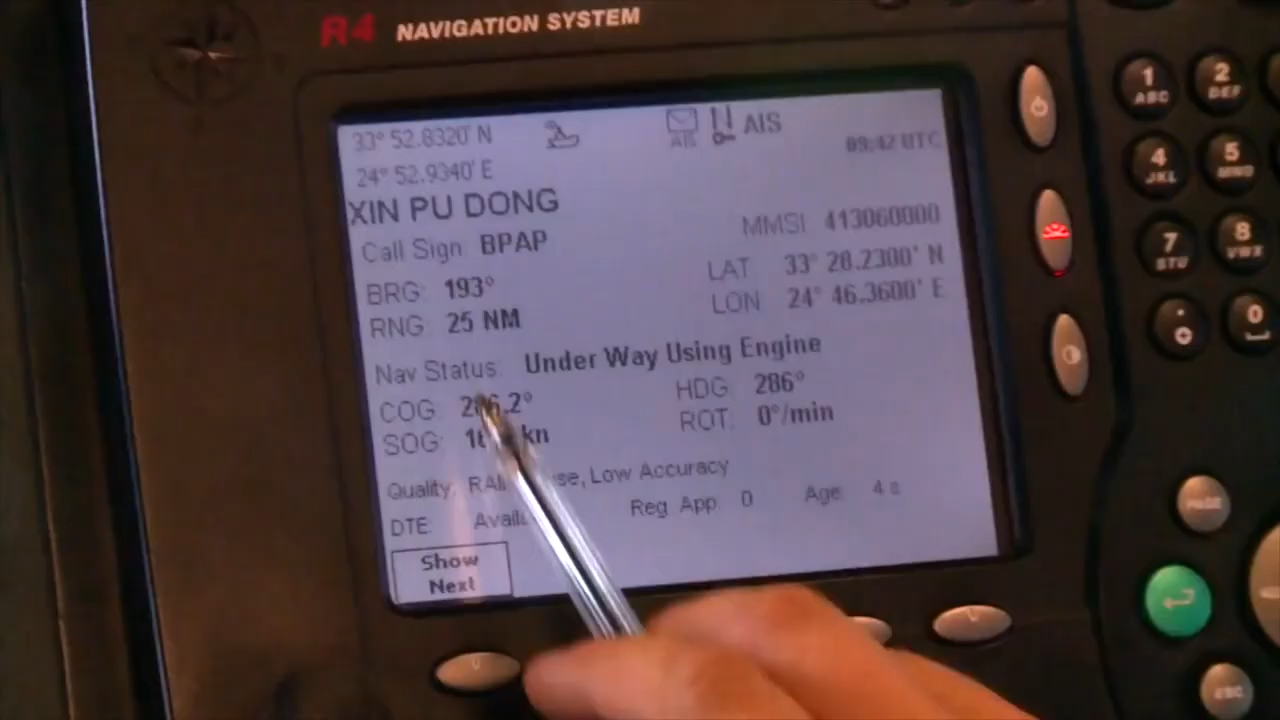 R4 NAVIGATION SYSTEM
33° 52.8320' N
AIS
AIS
09:42 UTC
24° 52.9340' E
XIN PU DONG
MMSI 413060000
Call Sign: BPAP
LAT 33° 28.2300' N
BRG: 193°
LON 24° 46.3600' E
RNG 25 NM
Nav Status: Under Way Using Engine
COG: HDG: 286°
SOG: kn ROT: 0°/min
Quality: Low Accuracy
DTE: Reg App 0 Age: 4 s
Show
Next
1 ABC
2 DEF
4 JKL
5 MNO
7 STU
8 VWX
0
PAGE
ESC